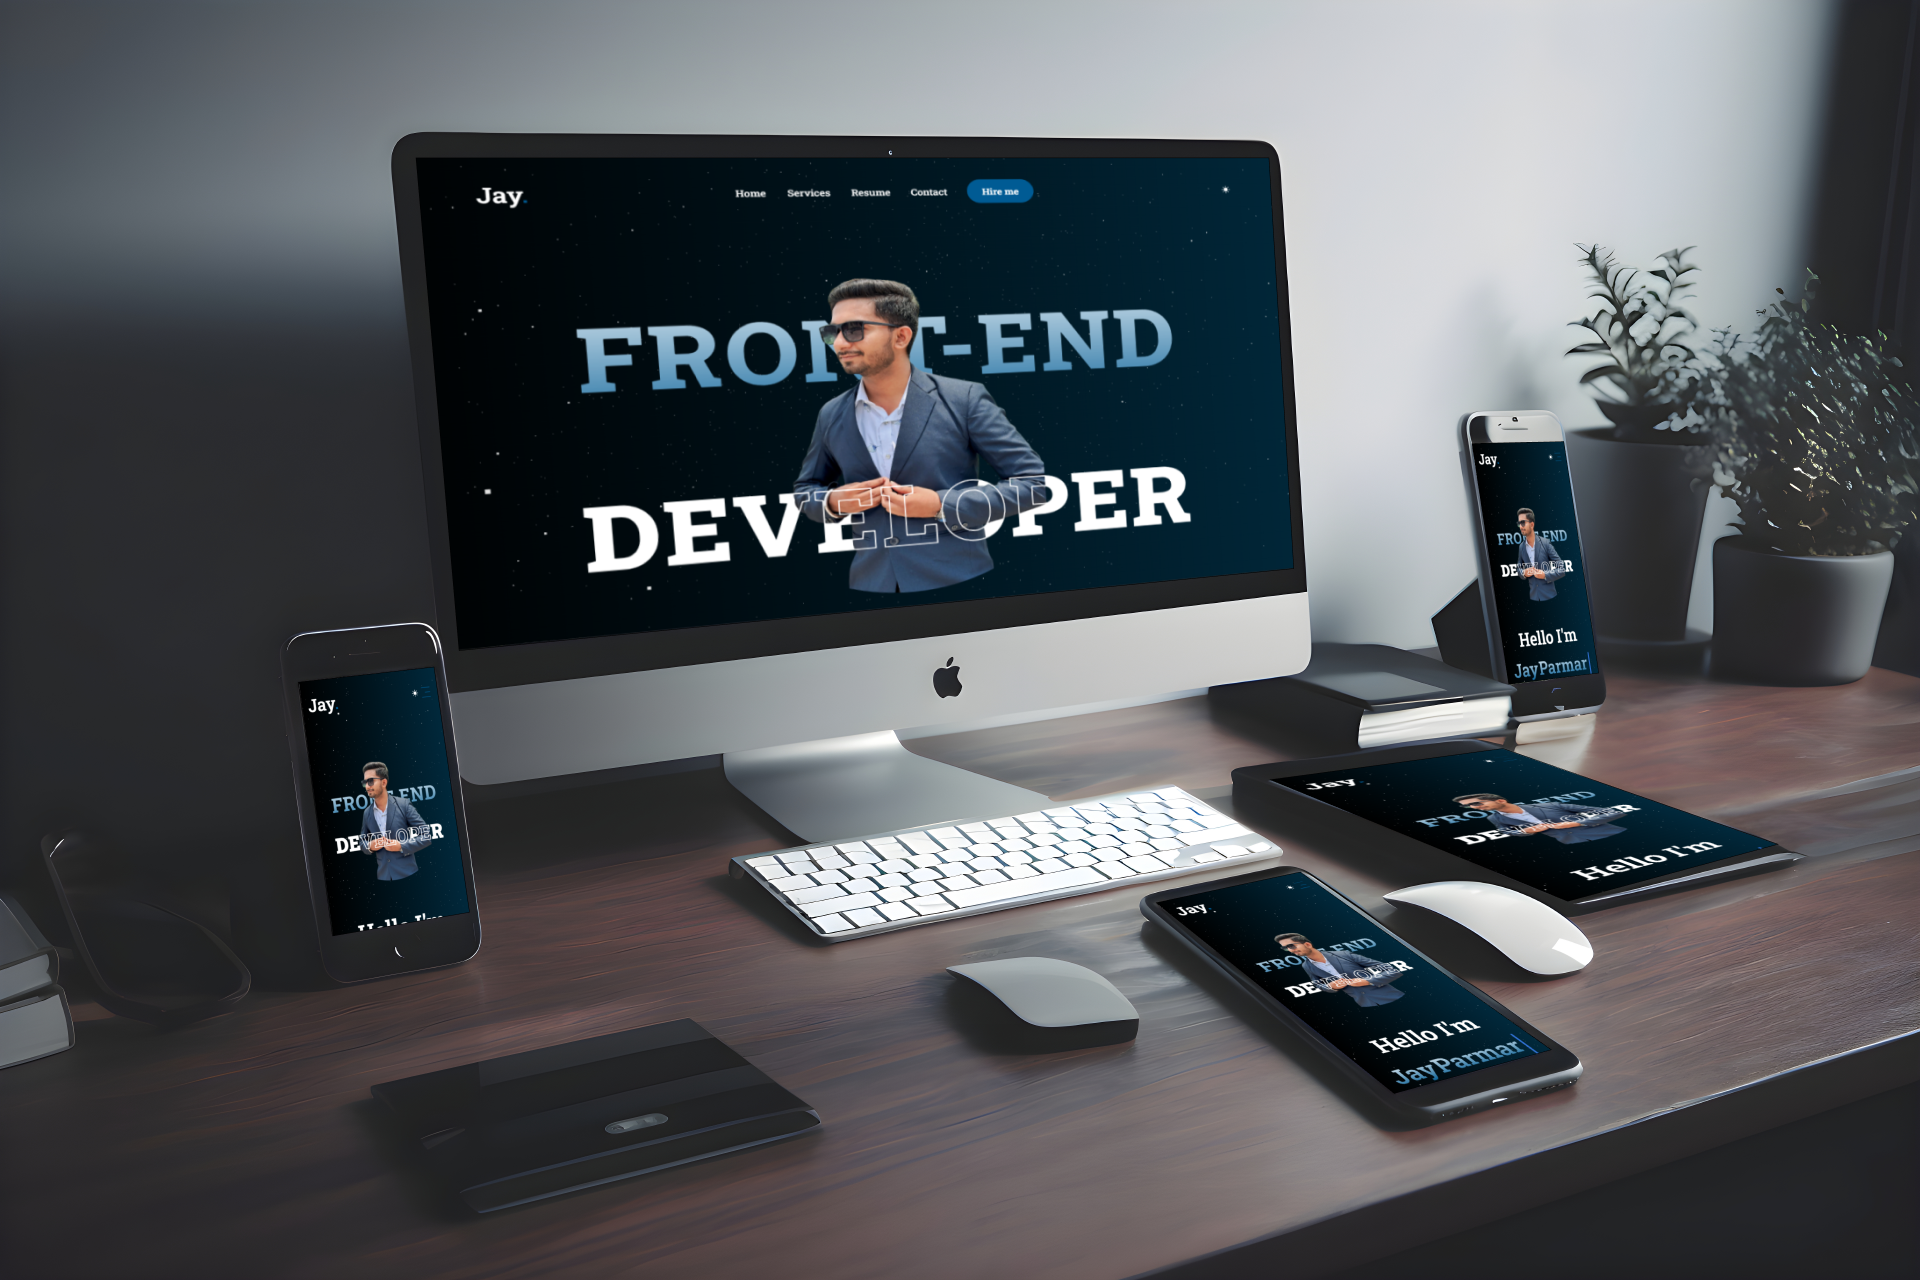 Jay.
Home Services Resume Contact Hire me
FRONT-END
DEVELOPER
Jay.
FRONT-END
DEVELOPER
Hello I'm
Jay.
FRONT-END
DEVELOPER
Hello I'm
JayParmar
Jay.
FRONT-END
DEVELOPER
Hello I'm
Jay.
FRONT-END
DEVELOPER
Hello I'm
JayParmar